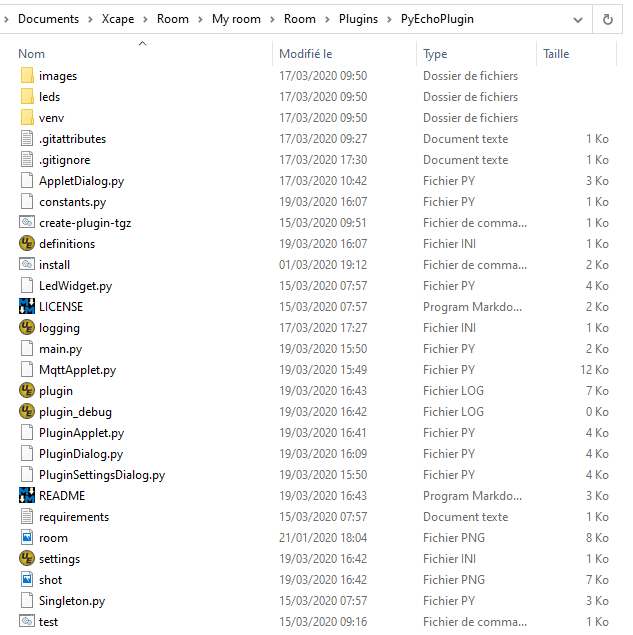 Documents > Xcape > Room > My room > Room > Plugins > PyEchoPlugin
Nom Modifié le Type Taille
images 17/03/2020 09:50 Dossier de fichiers
leds 17/03/2020 09:50 Dossier de fichiers
venv 17/03/2020 09:50 Dossier de fichiers
.gitattributes 17/03/2020 09:27 Document texte 1 Ko
.gitignore 17/03/2020 17:30 Document texte 1 Ko
AppletDialog.py 17/03/2020 10:42 Fichier PY 3 Ko
constants.py 19/03/2020 16:07 Fichier PY 1 Ko
create-plugin-tgz 15/03/2020 09:51 Fichier de comma... 1 Ko
definitions 19/03/2020 16:07 Fichier INI 1 Ko
install 01/03/2020 19:12 Fichier de comma... 2 Ko
LedWidget.py 15/03/2020 07:57 Fichier PY 4 Ko
LICENSE 15/03/2020 07:57 Program Markdo... 2 Ko
logging 17/03/2020 17:27 Fichier INI 1 Ko
main.py 19/03/2020 15:50 Fichier PY 2 Ko
MqttApplet.py 19/03/2020 15:49 Fichier PY 12 Ko
plugin 19/03/2020 16:43 Fichier LOG 7 Ko
plugin_debug 19/03/2020 16:42 Fichier LOG 0 Ko
PluginApplet.py 19/03/2020 16:41 Fichier PY 4 Ko
PluginDialog.py 19/03/2020 16:09 Fichier PY 4 Ko
PluginSettingsDialog.py 19/03/2020 15:50 Fichier PY 4 Ko
README 19/03/2020 16:43 Program Markdo... 3 Ko
requirements 15/03/2020 07:57 Document texte 1 Ko
room 21/01/2020 18:04 Fichier PNG 8 Ko
settings 19/03/2020 16:42 Fichier INI 1 Ko
shot 19/03/2020 16:42 Fichier PNG 7 Ko
Singleton.py 15/03/2020 07:57 Fichier PY 3 Ko
test 15/03/2020 09:16 Fichier de comma... 1 Ko